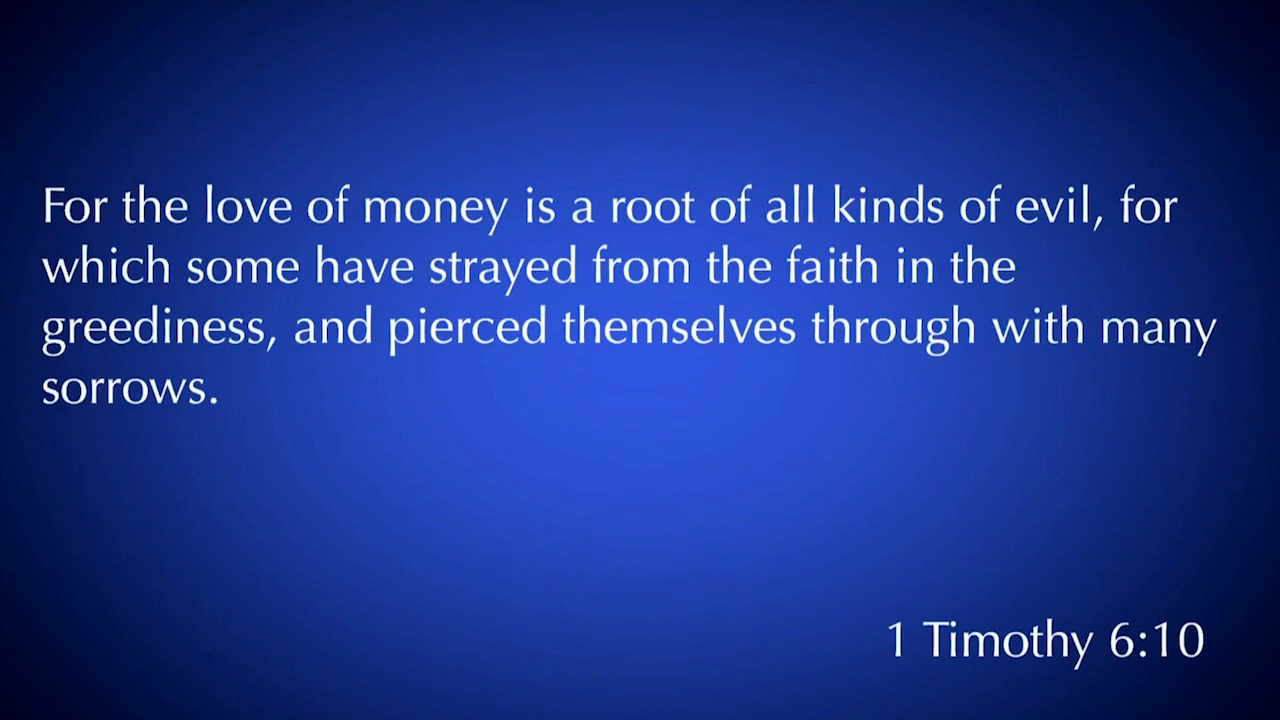 For the love of money is a root of all kinds of evil, for
which some have strayed from the faith in the
greediness, and pierced themselves through with many
sorrows.
1 Timothy 6:10